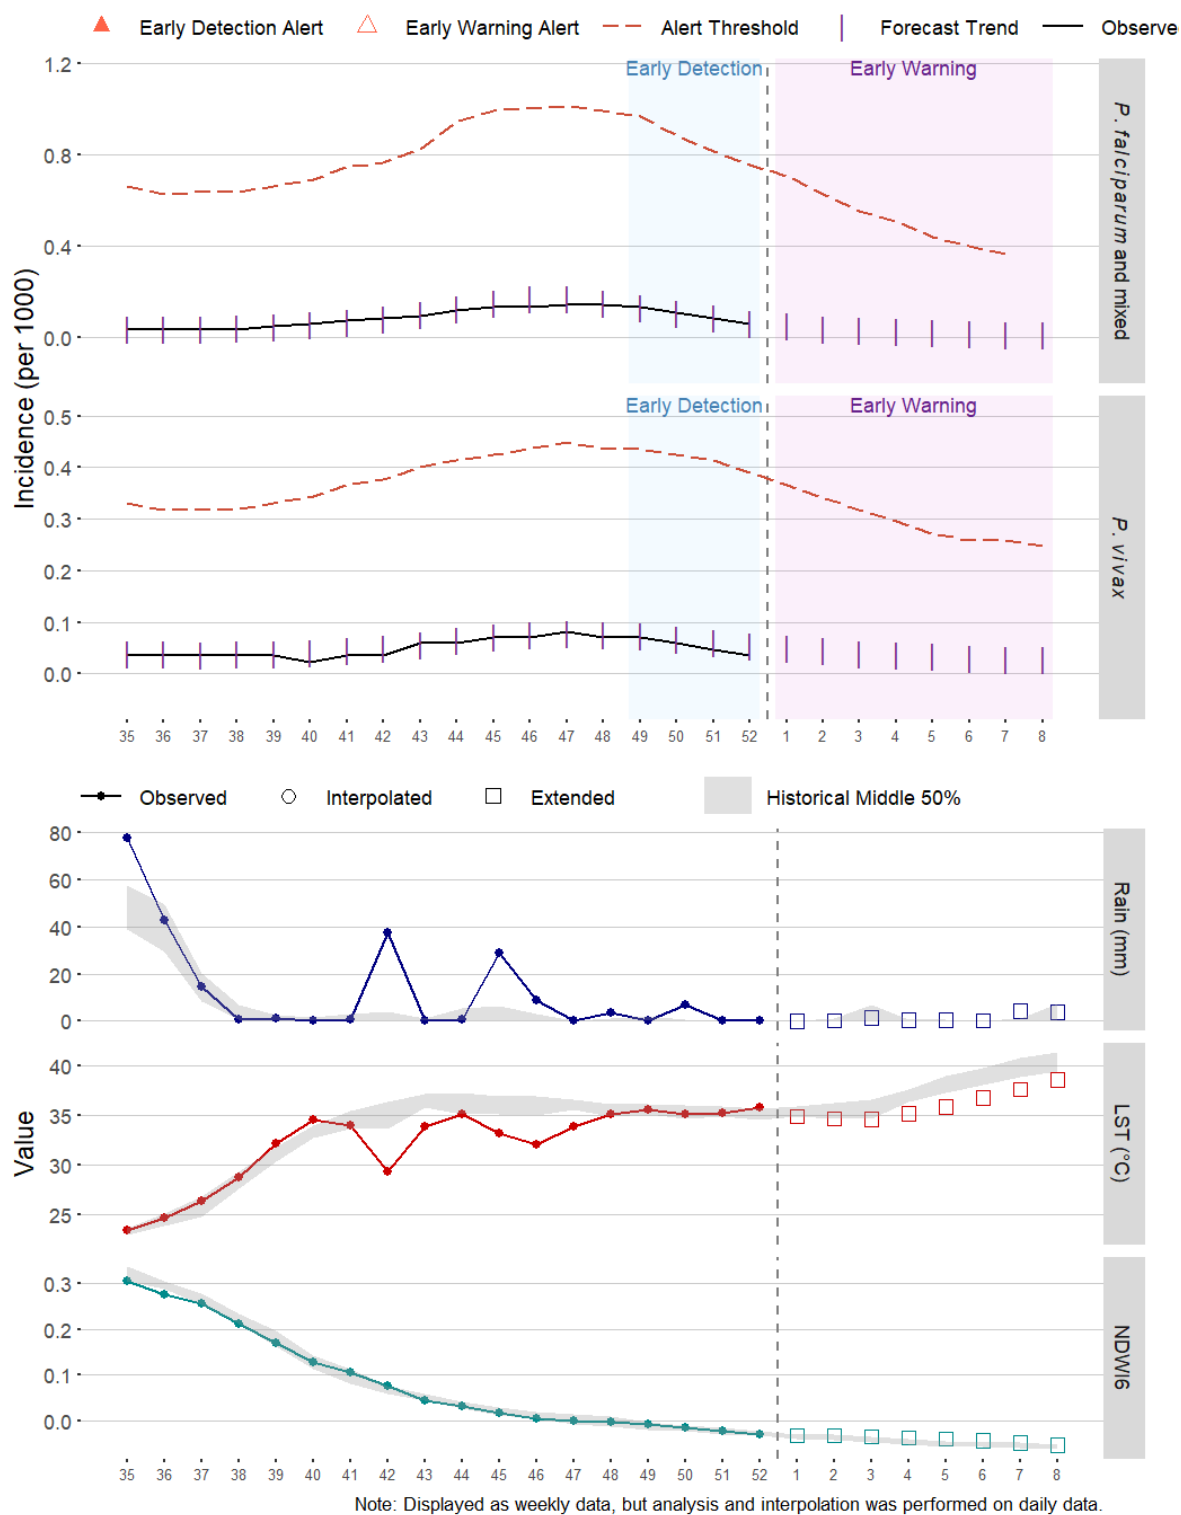 Early Detection Alert Early Warning Alert Alert Threshold Forecast Trend Observe
Incidence (per 1000)
1.2
0.8
0.4
0.0
Early Detection Early Warning
P. falciparum and mixed
0.5
0.4
0.3
0.2
0.1
0.0
Early Detection Early Warning
P. vivax
35 36 37 38 39 40 41 42 43 44 45 46 47 48 49 50 51 52 1 2 3 4 5 6 7 8
Observed Interpolated Extended Historical Middle 50%
Value
80
60
40
20
0
Rain (mm)
40
35
30
25
LST (°C)
0.3
0.2
0.1
0.0
NDWI6
35 36 37 38 39 40 41 42 43 44 45 46 47 48 49 50 51 52 1 2 3 4 5 6 7 8
Note: Displayed as weekly data, but analysis and interpolation was performed on daily data.